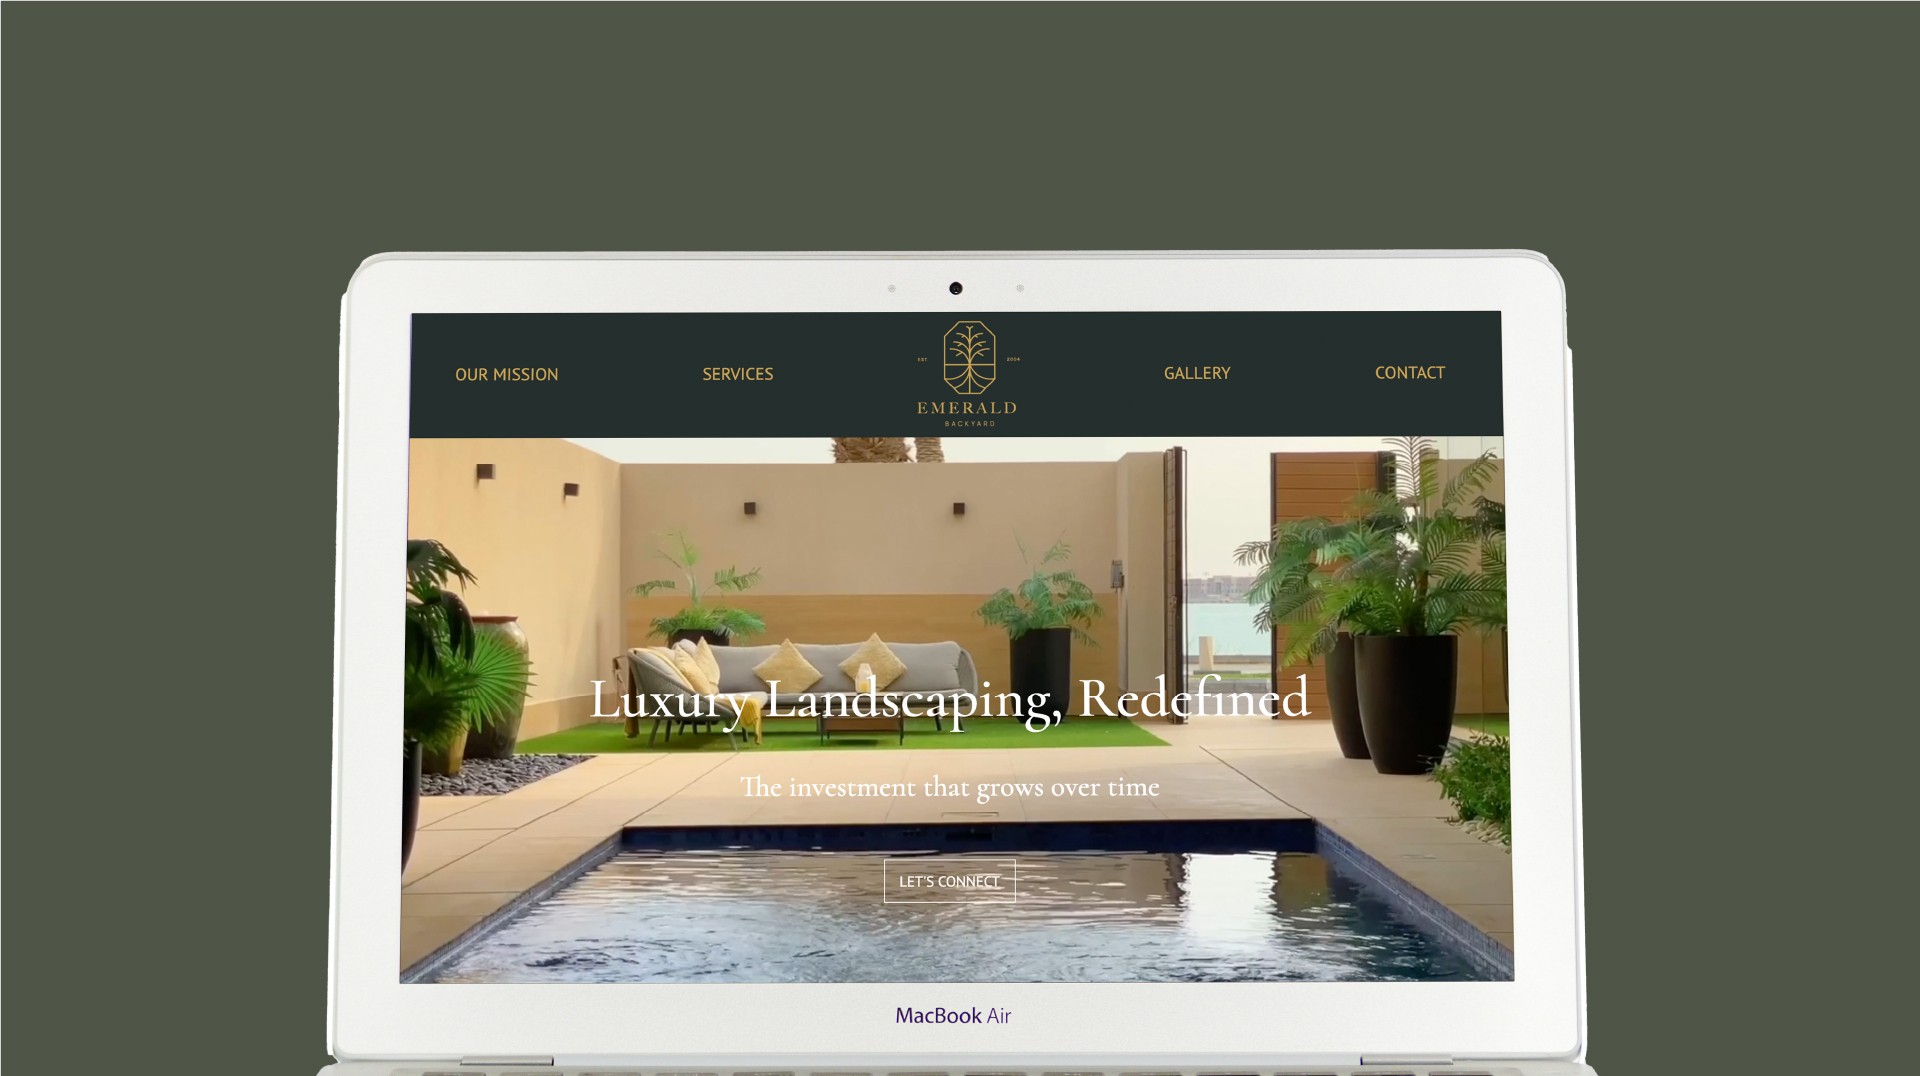 OUR MISSION
SERVICES
EST
2004
EMERALD
BACKYARD
GALLERY
CONTACT
Luxury Landscaping, Redefined
The investment that grows over time
LET'S CONNECT
MacBook Air